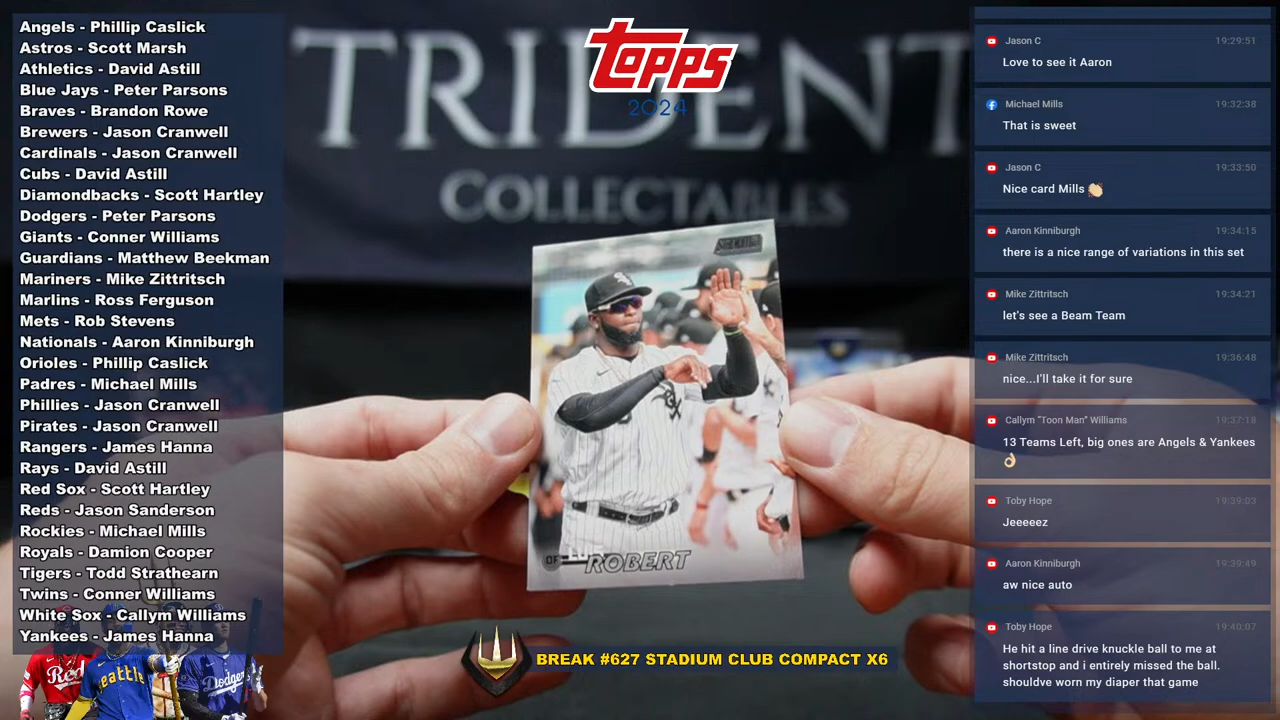 Angels - Phillip Caslick
Astros - Scott Marsh
Athletics - David Astill
Blue Jays - Peter Parsons
Braves - Brandon Rowe
Brewers - Jason Cranwell
Cardinals - Jason Cranwell
Cubs - David Astill
Diamondbacks - Scott Hartley
Dodgers - Peter Parsons
Giants - Conner Williams
Guardians - Matthew Beekman
Mariners - Mike Zittritsch
Marlins - Ross Ferguson
Mets - Rob Stevens
Nationals - Aaron Kinniburgh
Orioles - Phillip Caslick
Padres - Michael Mills
Phillies - Jason Cranwell
Pirates - Jason Cranwell
Rangers - James Hanna
Rays - David Astill
Red Sox - Scott Hartley
Reds - Jason Sanderson
Rockies - Michael Mills
Royals - Damion Cooper
Tigers - Todd Strathearn
Twins - Conner Williams
White Sox - Callym Williams
Yankees - James Hanna
Reds
seattle
Dodgers
TRIDENT
COLLECTABLES
topps
2024
OF
ROBERT
BREAK #627 STADIUM CLUB COMPACT X6
Jason C 19:29:51
Love to see it Aaron
Michael Mills 19:32:38
That is sweet
Jason C 19:33:50
Nice card Mills 👏🏻
Aaron Kinniburgh 19:34:15
there is a nice range of variations in this set
Mike Zittritsch 19:34:21
let's see a Beam Team
Mike Zittritsch 19:36:48
nice...I'll take it for sure
Callym "Toon Man" Williams 19:37:18
13 Teams Left, big ones are Angels & Yankees
👌🏼
Toby Hope 19:39:03
Jeeeeez
Aaron Kinniburgh 19:39:49
aw nice auto
Toby Hope 19:40:07
He hit a line drive knuckle ball to me at
shortstop and i entirely missed the ball.
shouldve worn my diaper that game